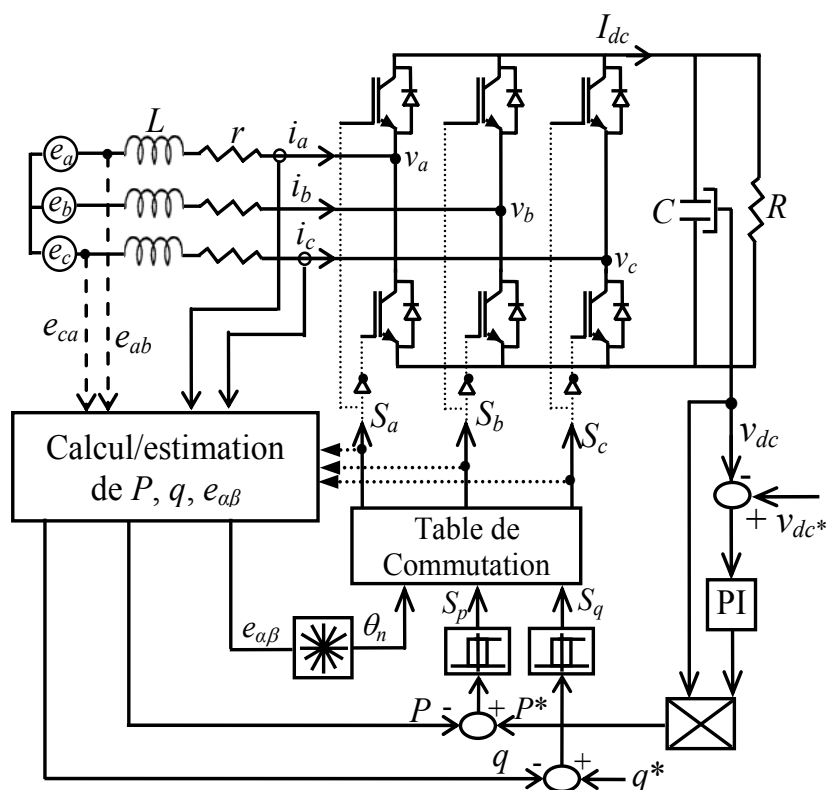 I_dc
L
r
i_a
e_a
v_a
i_b
e_b
v_b
C
R
i_c
e_c
v_c
e_ca
e_ab
S_a
S_b
S_c
v_dc
Calcul/estimation
de P, q, e_αβ
-
+ v_dc*
Table de
Commutation
PI
S_p
S_q
e_αβ
θ_n
P - + P*
q - + q*